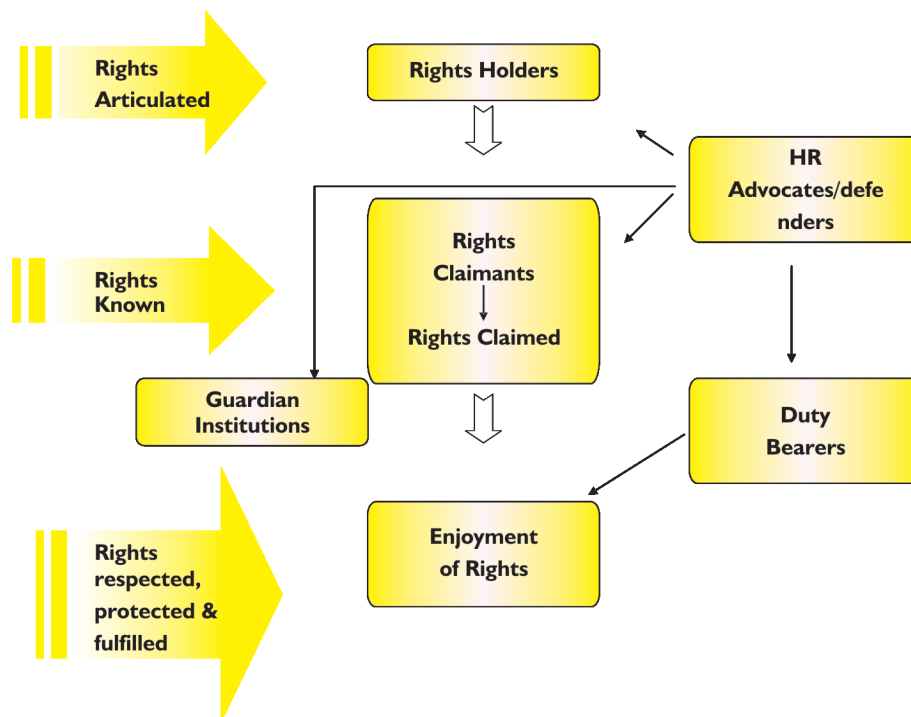 Rights
Articulated
Rights Holders
HR
Advocates/defe
nders
Rights
Claimants
Rights Claimed
Rights
Known
Guardian
Institutions
Duty
Bearers
Enjoyment
of Rights
Rights
respected,
protected &
fulfilled